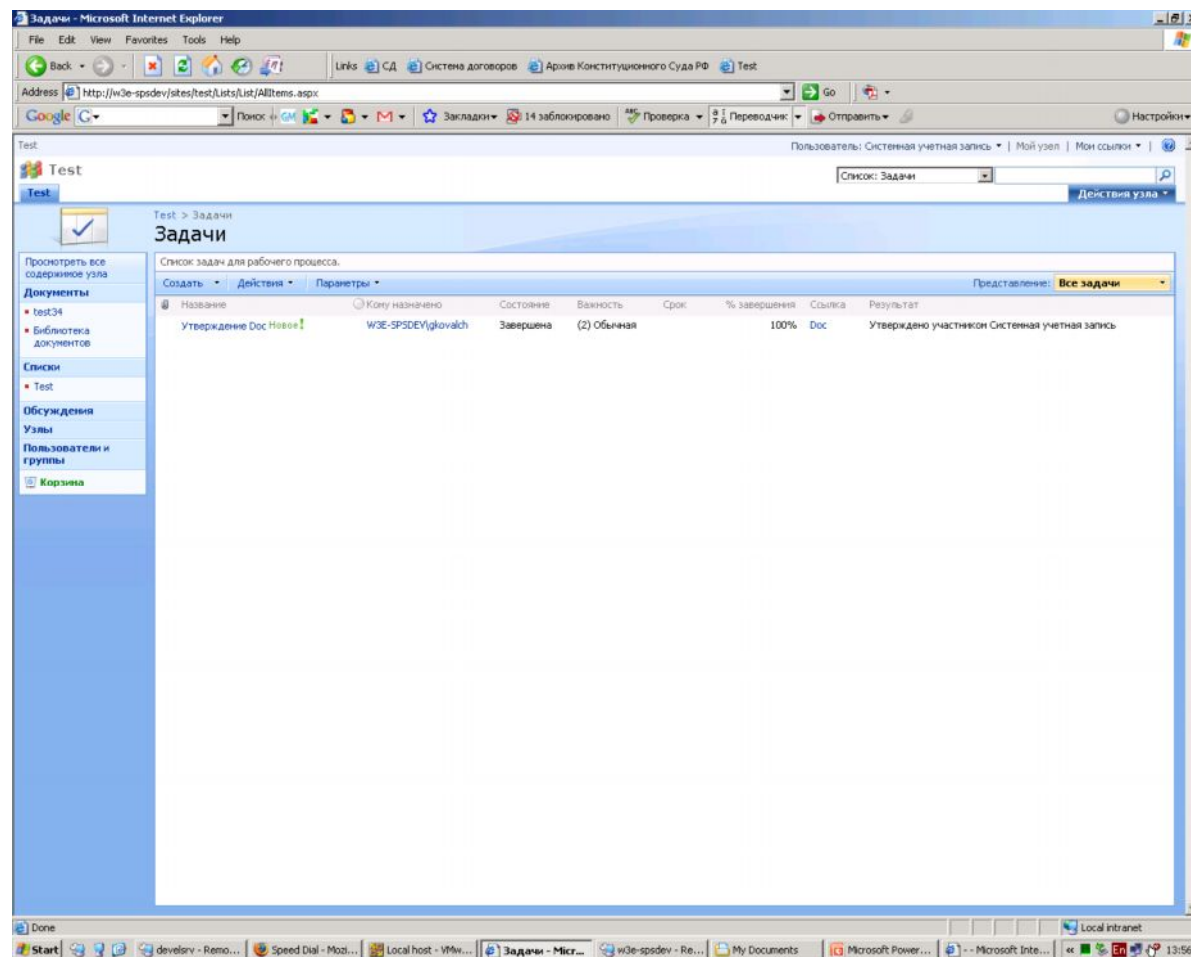 Задачи - Microsoft Internet Explorer
File Edit View Favorites Tools Help
Back Links СД Система договоров Архив Конституционного Суда РФ Test
Address http://w3e-spsdev/sites/test/Lists/List/AllItems.aspx Go
Google G Поиск GM M Закладки 14 заблокировано Проверка Переводчик Отправить Настройки
Test Пользователь: Системная учетная запись | Мой узел | Мои ссылки |
Test Список: Задачи
Test Действия узла
Test > Задачи
Задачи
Просмотреть все содержимое узла
Документы
test34
Библиотека документов
Списки
Test
Обсуждения
Узлы
Пользователи и группы
Корзина
Список задач для рабочего процесса.
Создать Действия Параметры Представление: Все задачи
Название Кому назначено Состояние Важность Срок % завершения Ссылка Результат
Утверждение Doc Новое! W3E-SPSDEV\gkovalch Завершена (2) Обычная 100% Doc Утверждено участником Системная учетная запись
Done Local intranet
Start develsrv - Remo... Speed Dial - Mozi... Local host - VMw... Задачи - Micr... w3e-spsdev - Re... My Documents Microsoft Power... - - Microsoft Inte... « En 13:56